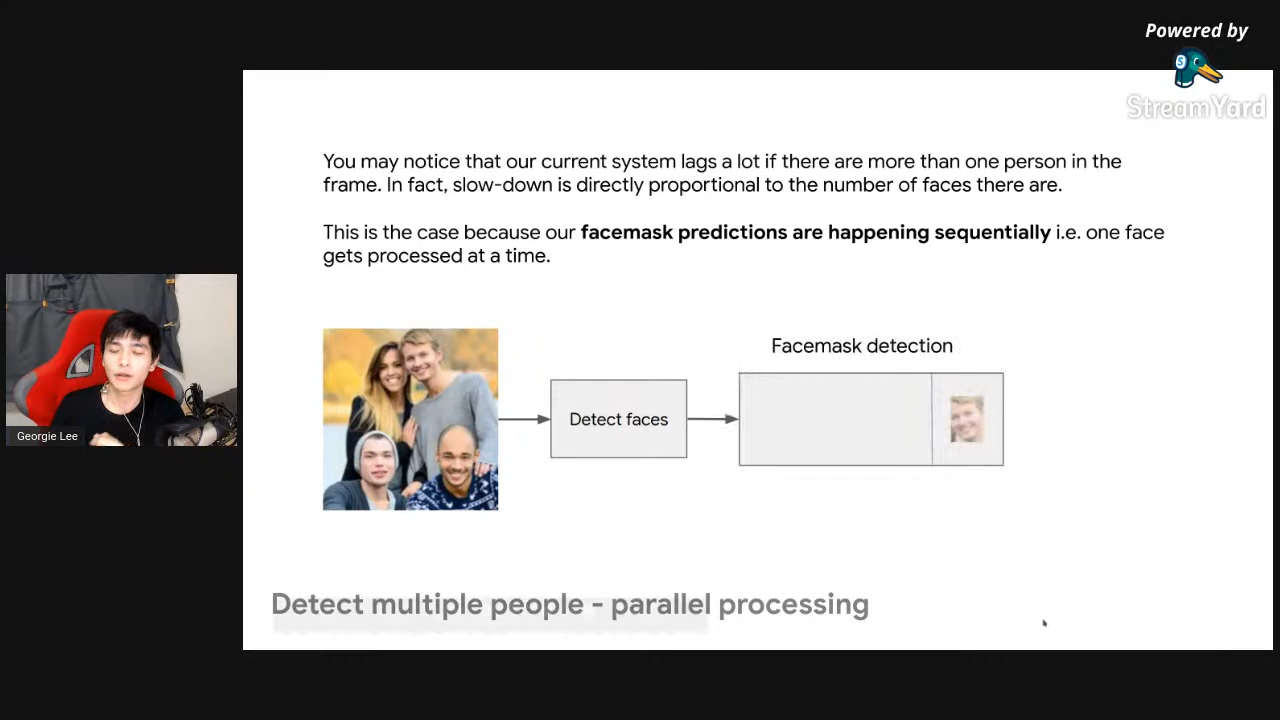 Powered by
StreamYard
You may notice that our current system lags a lot if there are more than one person in the
frame. In fact, slow-down is directly proportional to the number of faces there are.
This is the case because our facemask predictions are happening sequentially i.e. one face
gets processed at a time.
Facemask detection
Detect faces
Georgie Lee
Detect multiple people - parallel processing